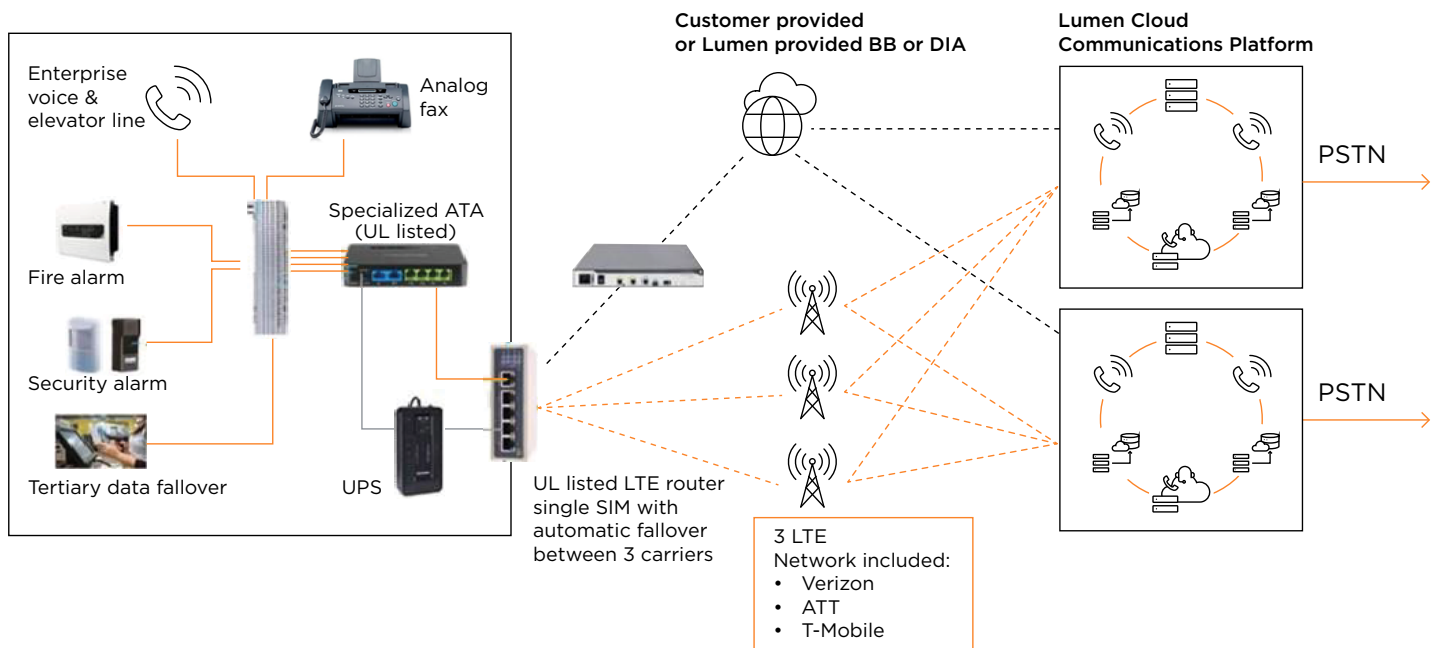 Customer provided
or Lumen provided BB or DIA
Lumen Cloud
Communications Platform
Enterprise
voice &
elevator line
Analog
fax
Specialized ATA
(UL listed)
Fire alarm
Security alarm
Tertiary data fallover
UPS
UL listed LTE router
single SIM with
automatic fallover
between 3 carriers
3 LTE
Network included:
• Verizon
• ATT
• T-Mobile
PSTN
PSTN